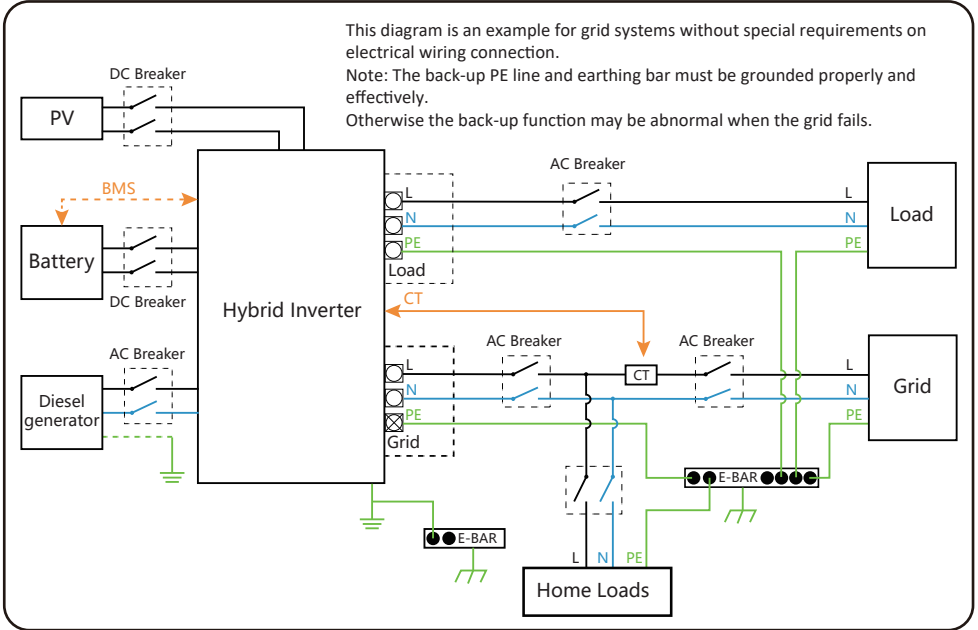 This diagram is an example for grid systems without special requirements on
electrical wiring connection.
Note: The back-up PE line and earthing bar must be grounded properly and
effectively.
Otherwise the back-up function may be abnormal when the grid fails.
DC Breaker
PV
BMS
Battery
DC Breaker
AC Breaker
Diesel
generator
Hybrid Inverter
L
N
PE
Load
CT
L
N
PE
Grid
AC Breaker
L
N
PE
Load
AC Breaker
CT
AC Breaker
L
N
PE
Grid
E-BAR
E-BAR
L N PE
Home Loads